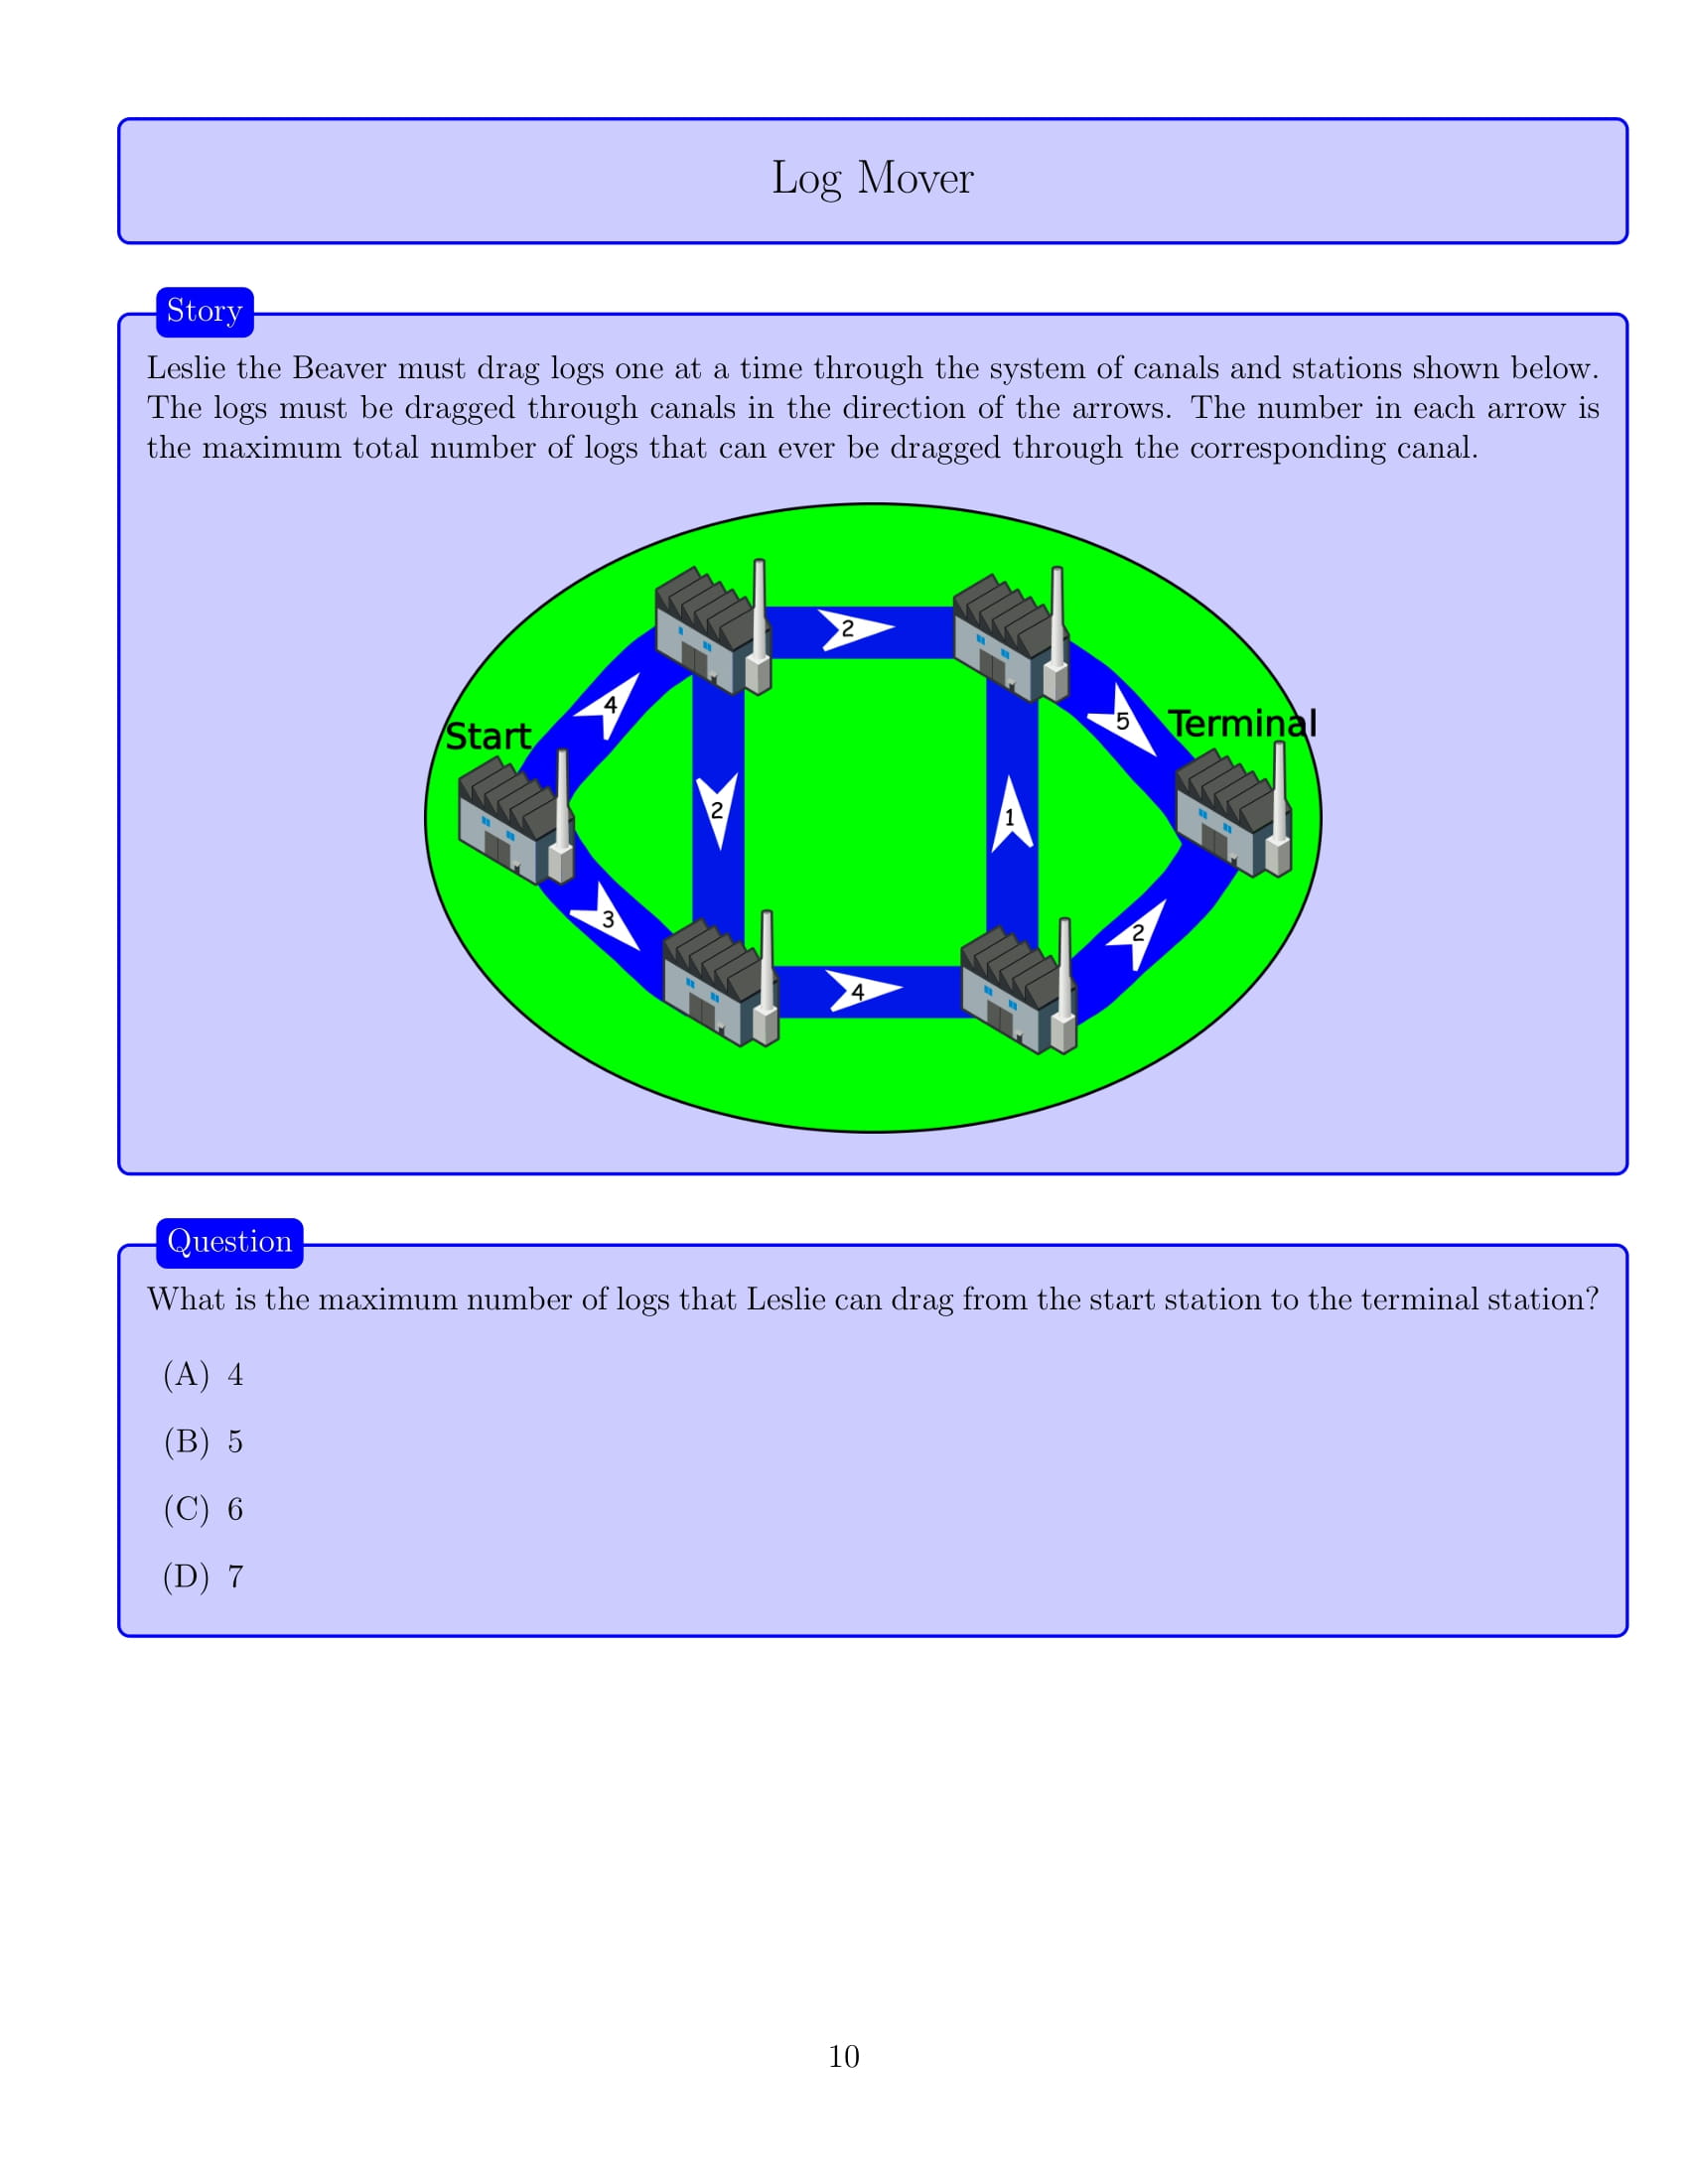 Log Mover
Story
Leslie the Beaver must drag logs one at a time through the system of canals and stations shown below.
The logs must be dragged through canals in the direction of the arrows. The number in each arrow is
the maximum total number of logs that can ever be dragged through the corresponding canal.
2
4
5
Start
Terminal
2
1
3
2
4
Question
What is the maximum number of logs that Leslie can drag from the start station to the terminal station?
(A) 4
(B) 5
(C) 6
(D) 7
10